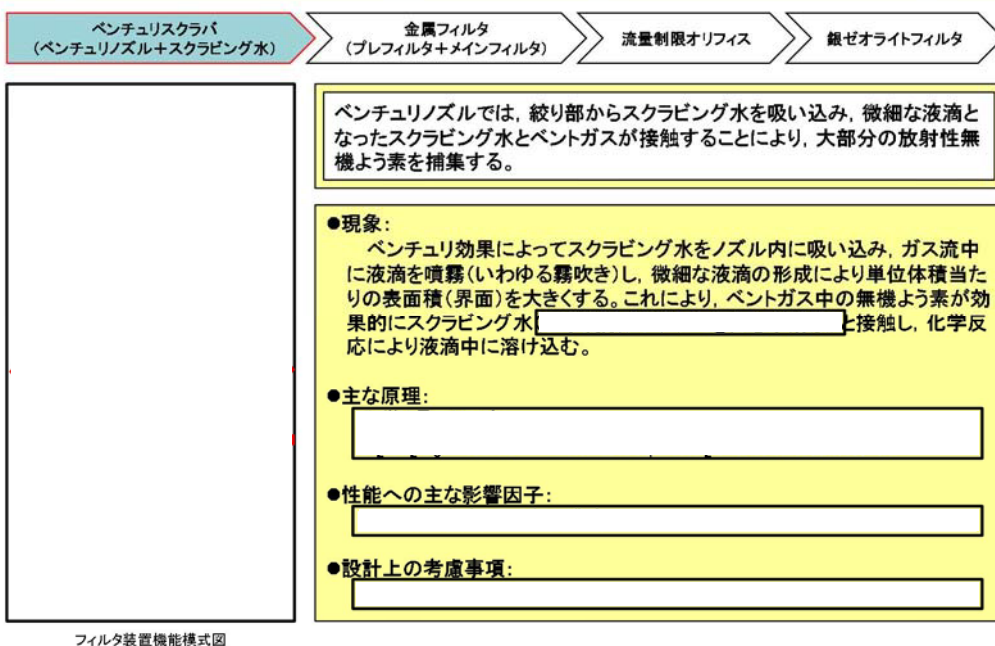 ベンチュリスクラバ
(ベンチュリノズル+スクラビング水)
金属フィルタ
(プレフィルタ+メインフィルタ)
流量制限オリフィス
銀ゼオライトフィルタ
ベンチュリノズルでは, 絞り部からスクラビング水を吸い込み, 微細な液滴と
なったスクラビング水とベントガスが接触することにより, 大部分の放射性無
機よう素を捕集する。
●現象:
ベンチュリ効果によってスクラビング水をノズル内に吸い込み, ガス流中
に液滴を噴霧(いわゆる霧吹き)し, 微細な液滴の形成により単位体積当た
りの表面積(界面)を大きくする。これにより, ベントガス中の無機よう素が効
果的にスクラビング水 と接触し, 化学反
応により液滴中に溶け込む。
●主な原理:
●性能への主な影響因子:
●設計上の考慮事項:
フィルタ装置機能模式図